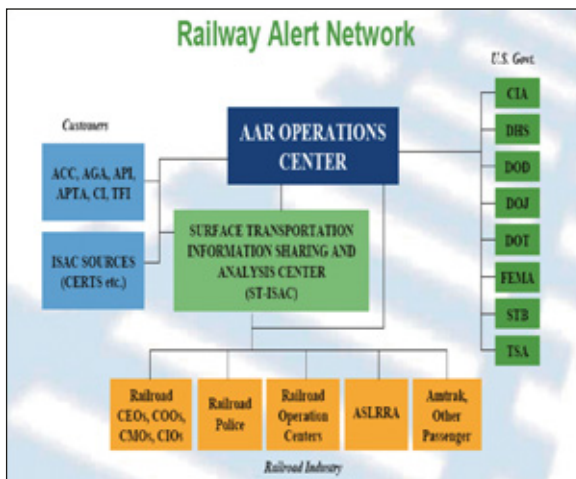 Railway Alert Network
U.S. Govt.
Customers
AAR OPERATIONS
CENTER
CIA
DHS
DOD
DOJ
DOT
FEMA
STB
TSA
ACC, AGA, API,
APTA, CI, TFI
ISAC SOURCES
(CERTS etc.)
SURFACE TRANSPORTATION
INFORMATION SHARING AND
ANALYSIS CENTER
(ST-ISAC)
Railroad
CEOs, COOs,
CMOs, CIOs
Railroad
Police
Railroad
Operation
Centers
ASLRRA
Amtrak,
Other
Passenger
Railroad Industry